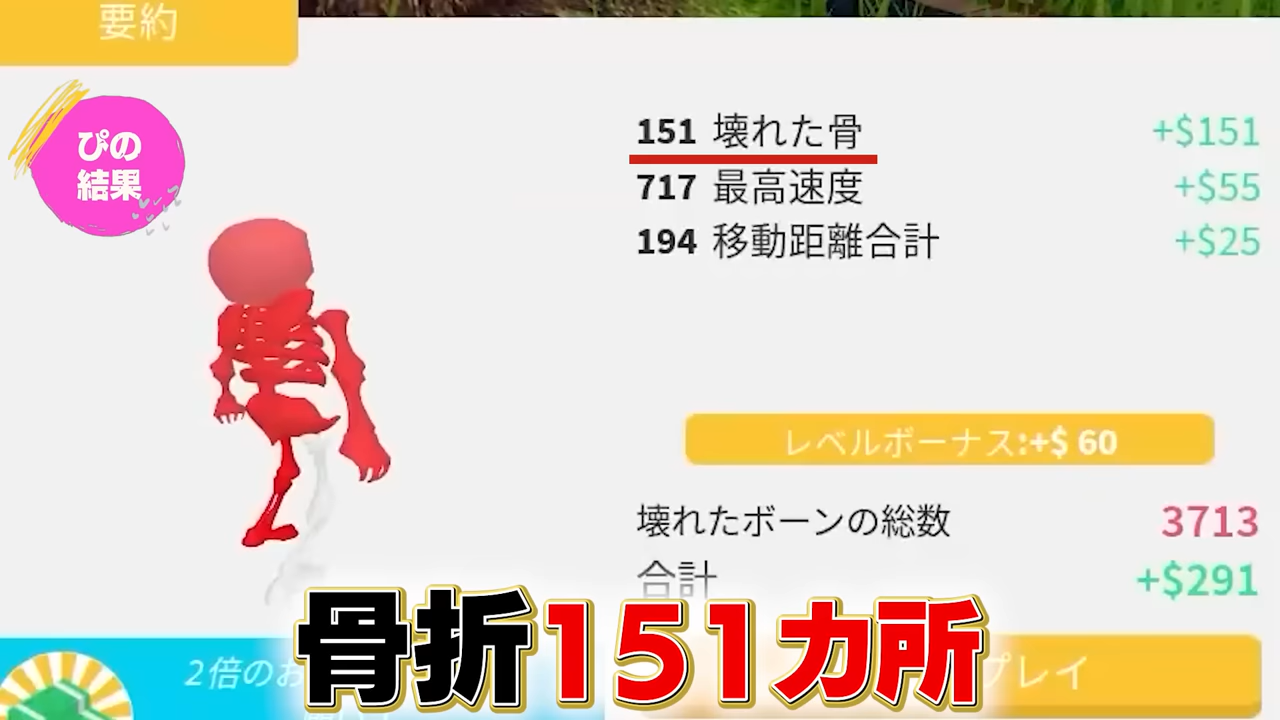 要約
ぴの
結果
151 壊れた骨 +$151
717 最高速度 +$55
194 移動距離合計 +$25
レベルボーナス:+$ 60
壊れたボーンの総数 3713
合計 +$291
2倍のお
プレイ
骨折151カ所